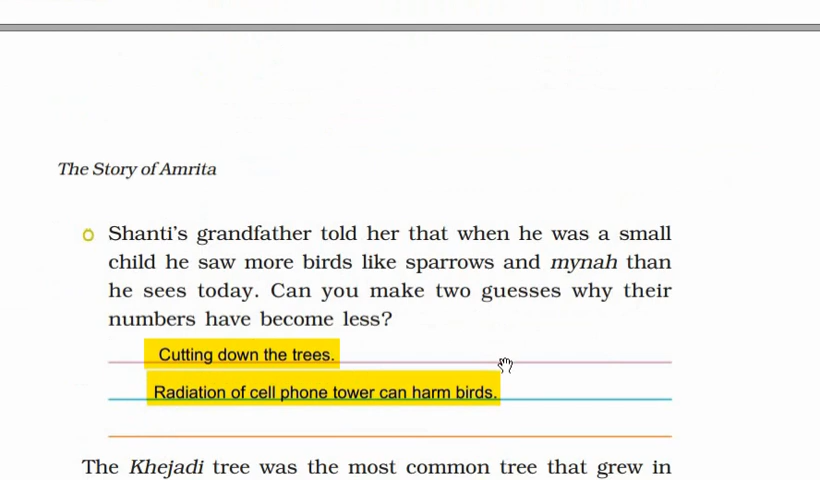 The Story of Amrita
Shanti's grandfather told her that when he was a small
child he saw more birds like sparrows and mynah than
he sees today. Can you make two guesses why their
numbers have become less?
Cutting down the trees.
Radiation of cell phone tower can harm birds.
The Khejadi tree was the most common tree that grew in